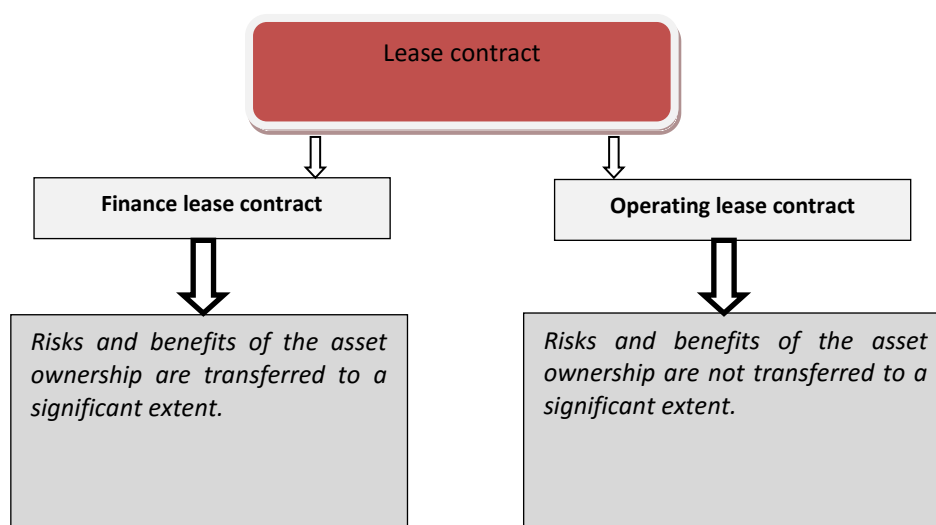 Lease contract
Finance lease contract
Operating lease contract
Risks and benefits of the asset
ownership are transferred to a
significant extent.
Risks and benefits of the asset
ownership are not transferred to a
significant extent.